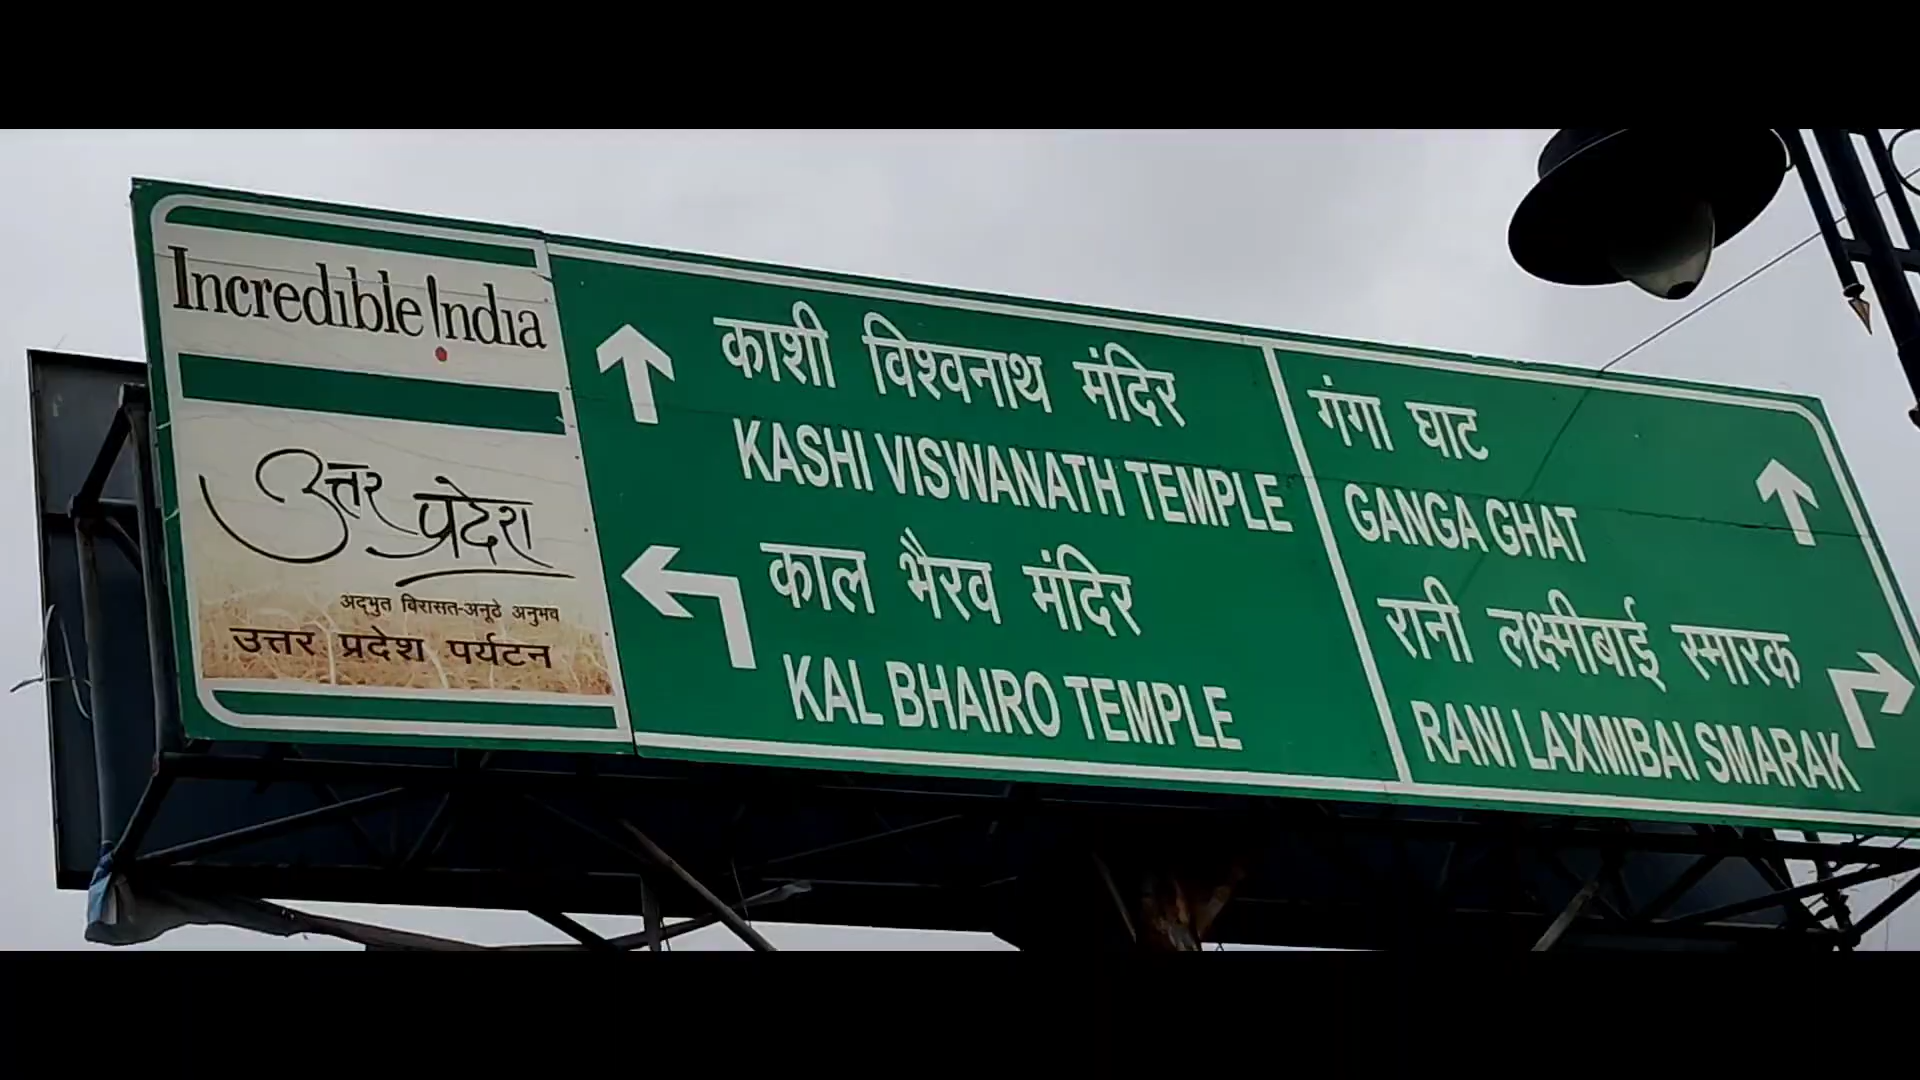 Incredible !ndia
उत्तर प्रदेश
अद्भुत विरासत-अनूठे अनुभव
उत्तर प्रदेश पर्यटन
काशी विश्वनाथ मंदिर
KASHI VISWANATH TEMPLE
काल भैरव मंदिर
KAL BHAIRO TEMPLE
गंगा घाट
GANGA GHAT
रानी लक्ष्मीबाई स्मारक
RANI LAXMIBAI SMARAK